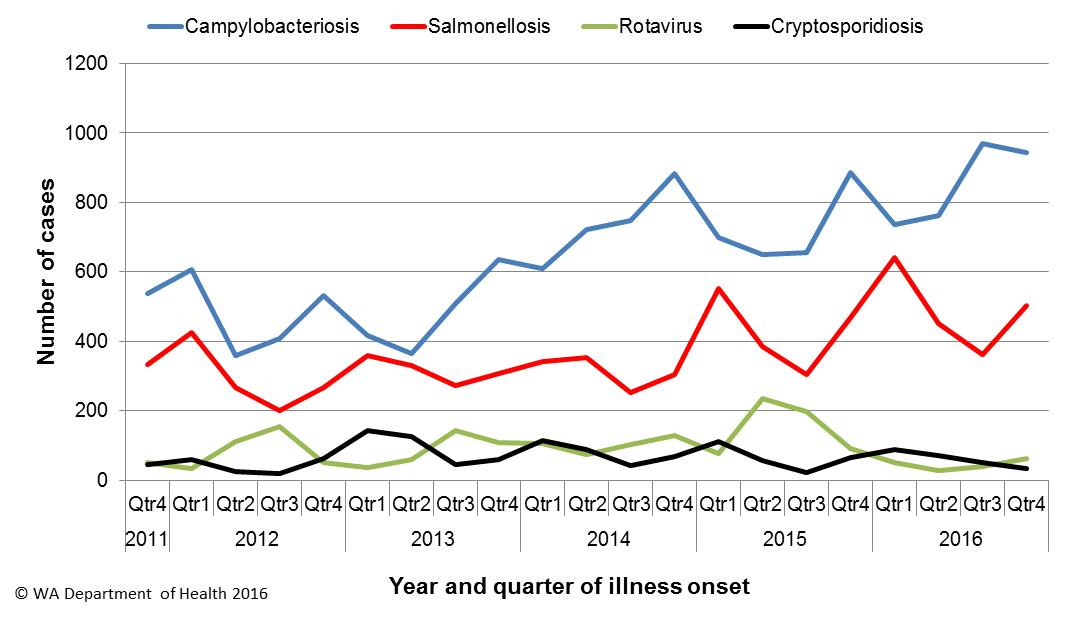 Campylobacteriosis Salmonellosis Rotavirus Cryptosporidiosis
1200
1000
800
600
400
200
0
Number of cases
Qtr4 Qtr1 Qtr2 Qtr3 Qtr4 Qtr1 Qtr2 Qtr3 Qtr4 Qtr1 Qtr2 Qtr3 Qtr4 Qtr1 Qtr2 Qtr3 Qtr4 Qtr1 Qtr2 Qtr3 Qtr4
2011 2012 2013 2014 2015 2016
Year and quarter of illness onset
© WA Department of Health 2016